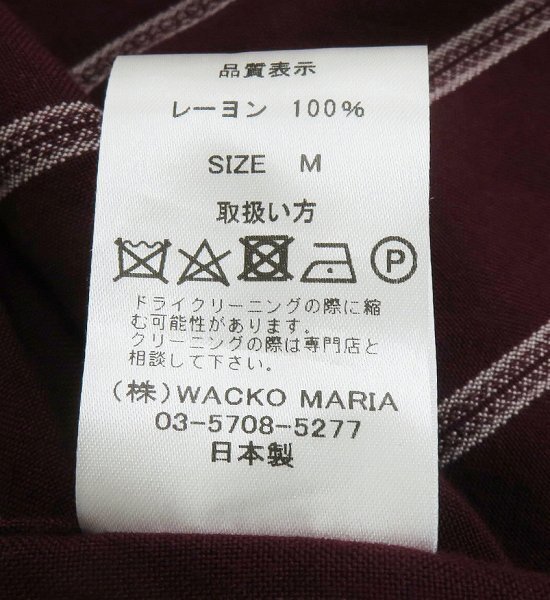 品質表示
レーヨン 100%
SIZE M
取扱い方
P
ドライクリーニングの際に縮
む可能性があります。
クリーニングの際は専門店と
相談して下さい。
(株)WACKO MARIA
03-5708-5277
日本製